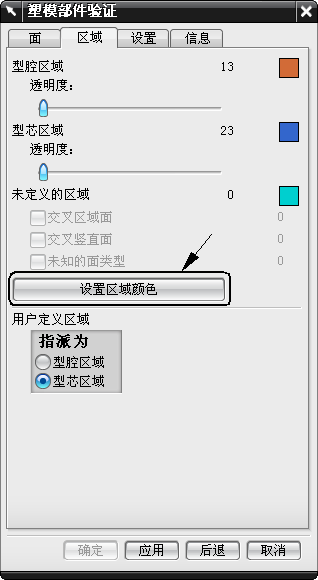 塑模部件验证
面 区域 设置 信息
型腔区域 13
透明度:
型芯区域 23
透明度:
未定义的区域 0
交叉区域面 0
交叉竖直面 0
未知的面类型 0
设置区域颜色
用户定义区域
指派为
型腔区域
型芯区域
确定 应用 后退 取消